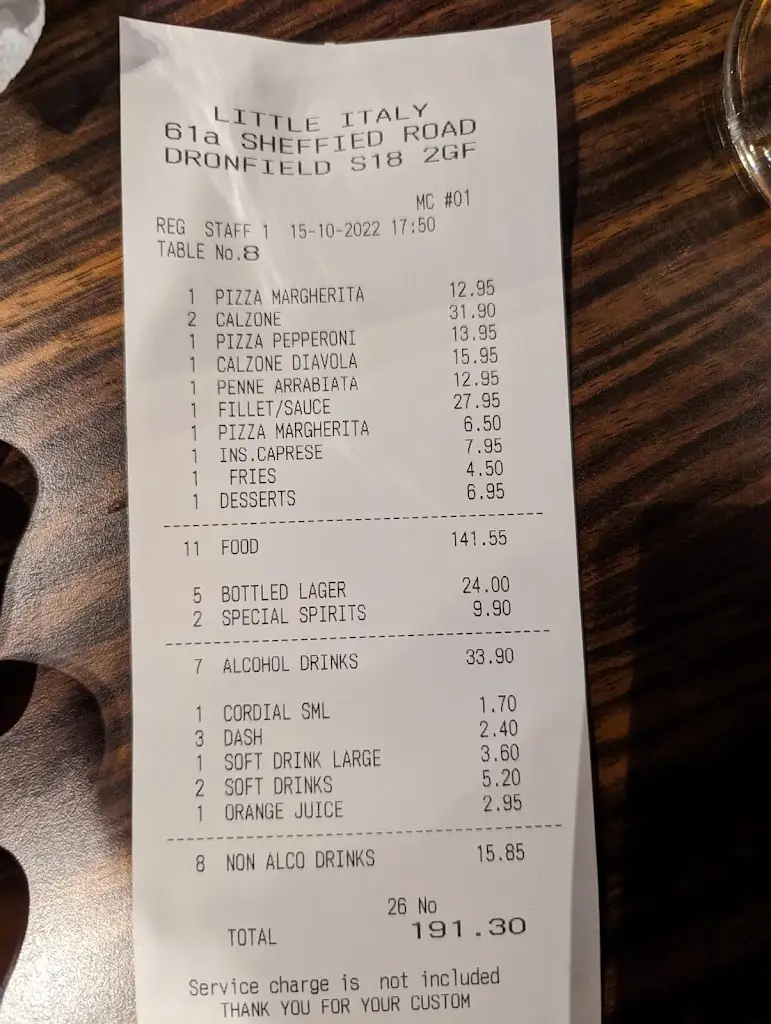 LITTLE ITALY
61a SHEFFIED ROAD
DRONFIELD S18 2GF
MC #01
REG STAFF 1 15-10-2022 17:50
TABLE No.8
1 PIZZA MARGHERITA 12.95
2 CALZONE 31.90
1 PIZZA PEPPERONI 13.95
1 CALZONE DIAVOLA 15.95
1 PENNE ARRABIATA 12.95
1 FILLET/SAUCE 27.95
1 PIZZA MARGHERITA 6.50
1 INS.CAPRESE 7.95
1 FRIES 4.50
1 DESSERTS 6.95
11 FOOD 141.55
5 BOTTLED LAGER 24.00
2 SPECIAL SPIRITS 9.90
7 ALCOHOL DRINKS 33.90
1 CORDIAL SML 1.70
3 DASH 2.40
1 SOFT DRINK LARGE 3.60
2 SOFT DRINKS 5.20
1 ORANGE JUICE 2.95
8 NON ALCO DRINKS 15.85
26 No
TOTAL 191.30
Service charge is not included
THANK YOU FOR YOUR CUSTOM